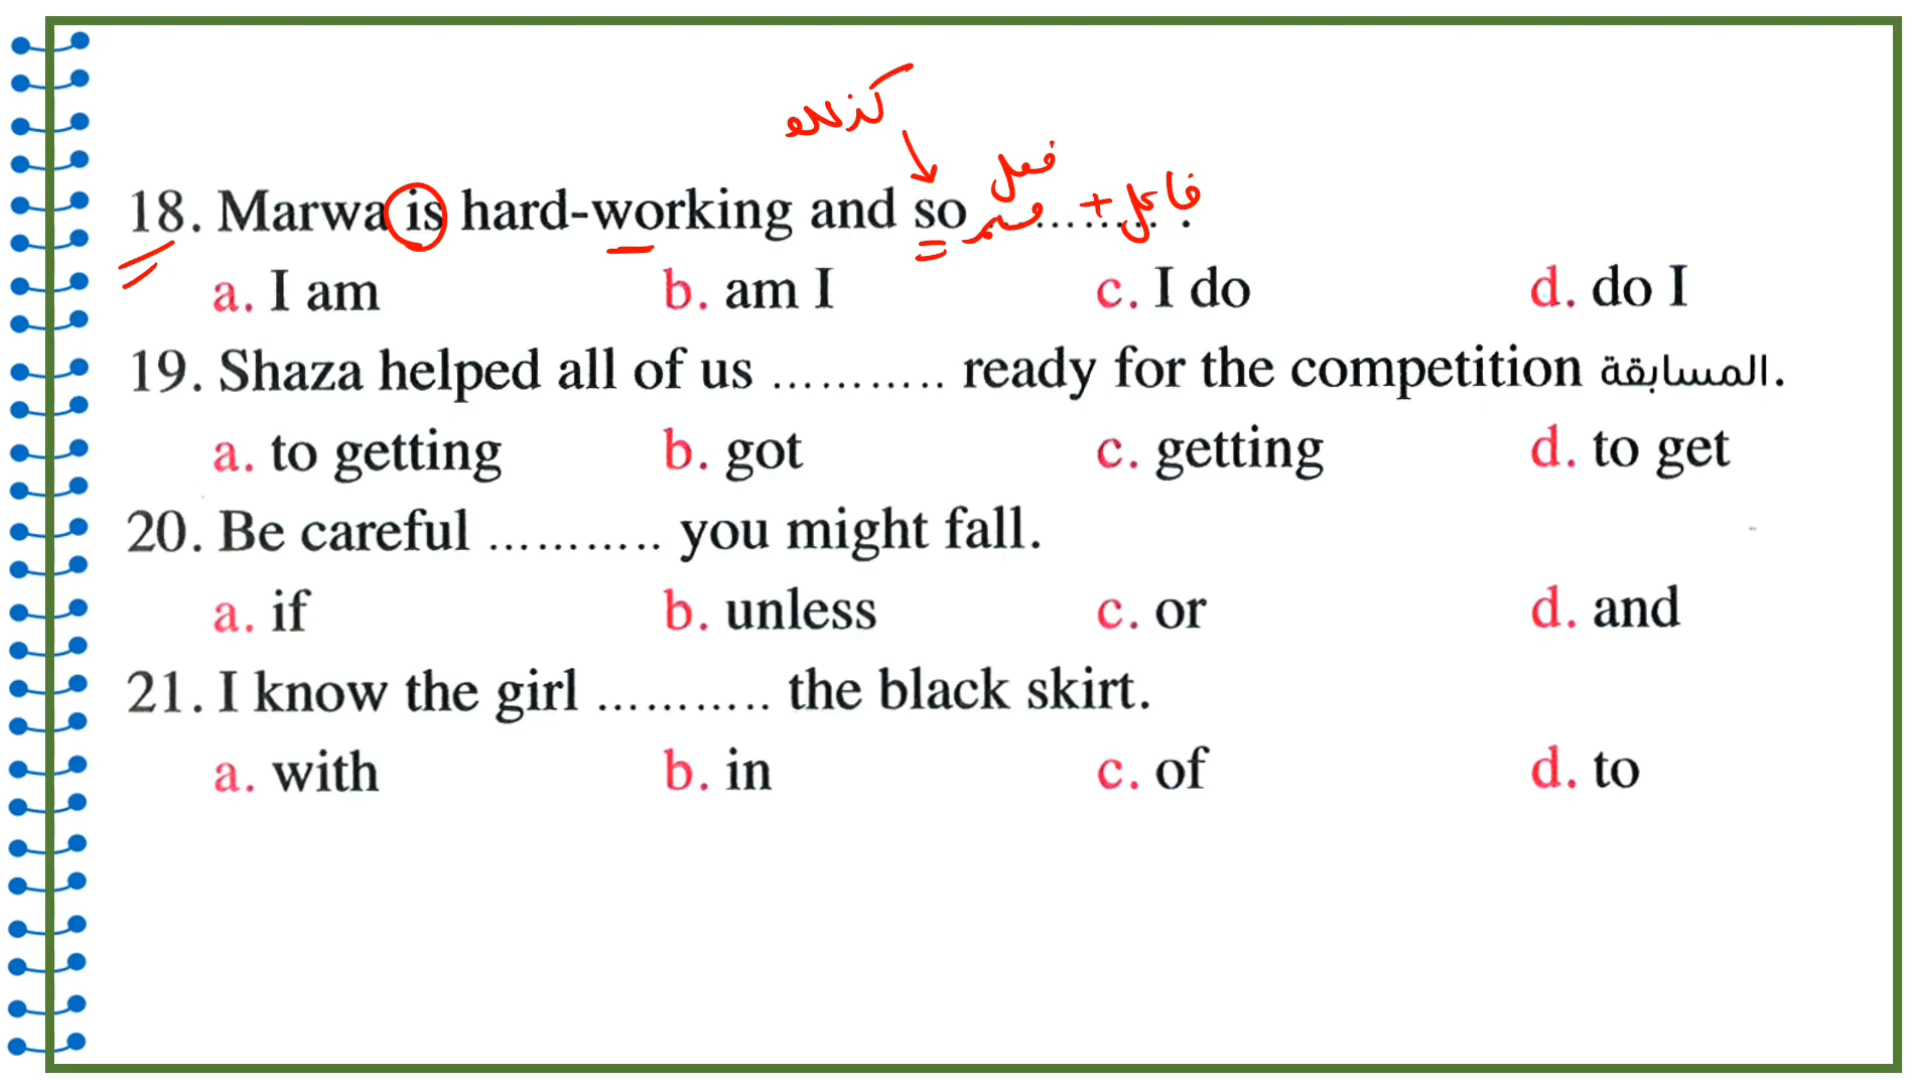 كذلك
فعل
مساعد + فاعل
18. Marwa is hard-working and so ........... .
a. I am b. am I c. I do d. do I
19. Shaza helped all of us ........... ready for the competition المسابقة.
a. to getting b. got c. getting d. to get
20. Be careful ........... you might fall.
a. if b. unless c. or d. and
21. I know the girl ........... the black skirt.
a. with b. in c. of d. to